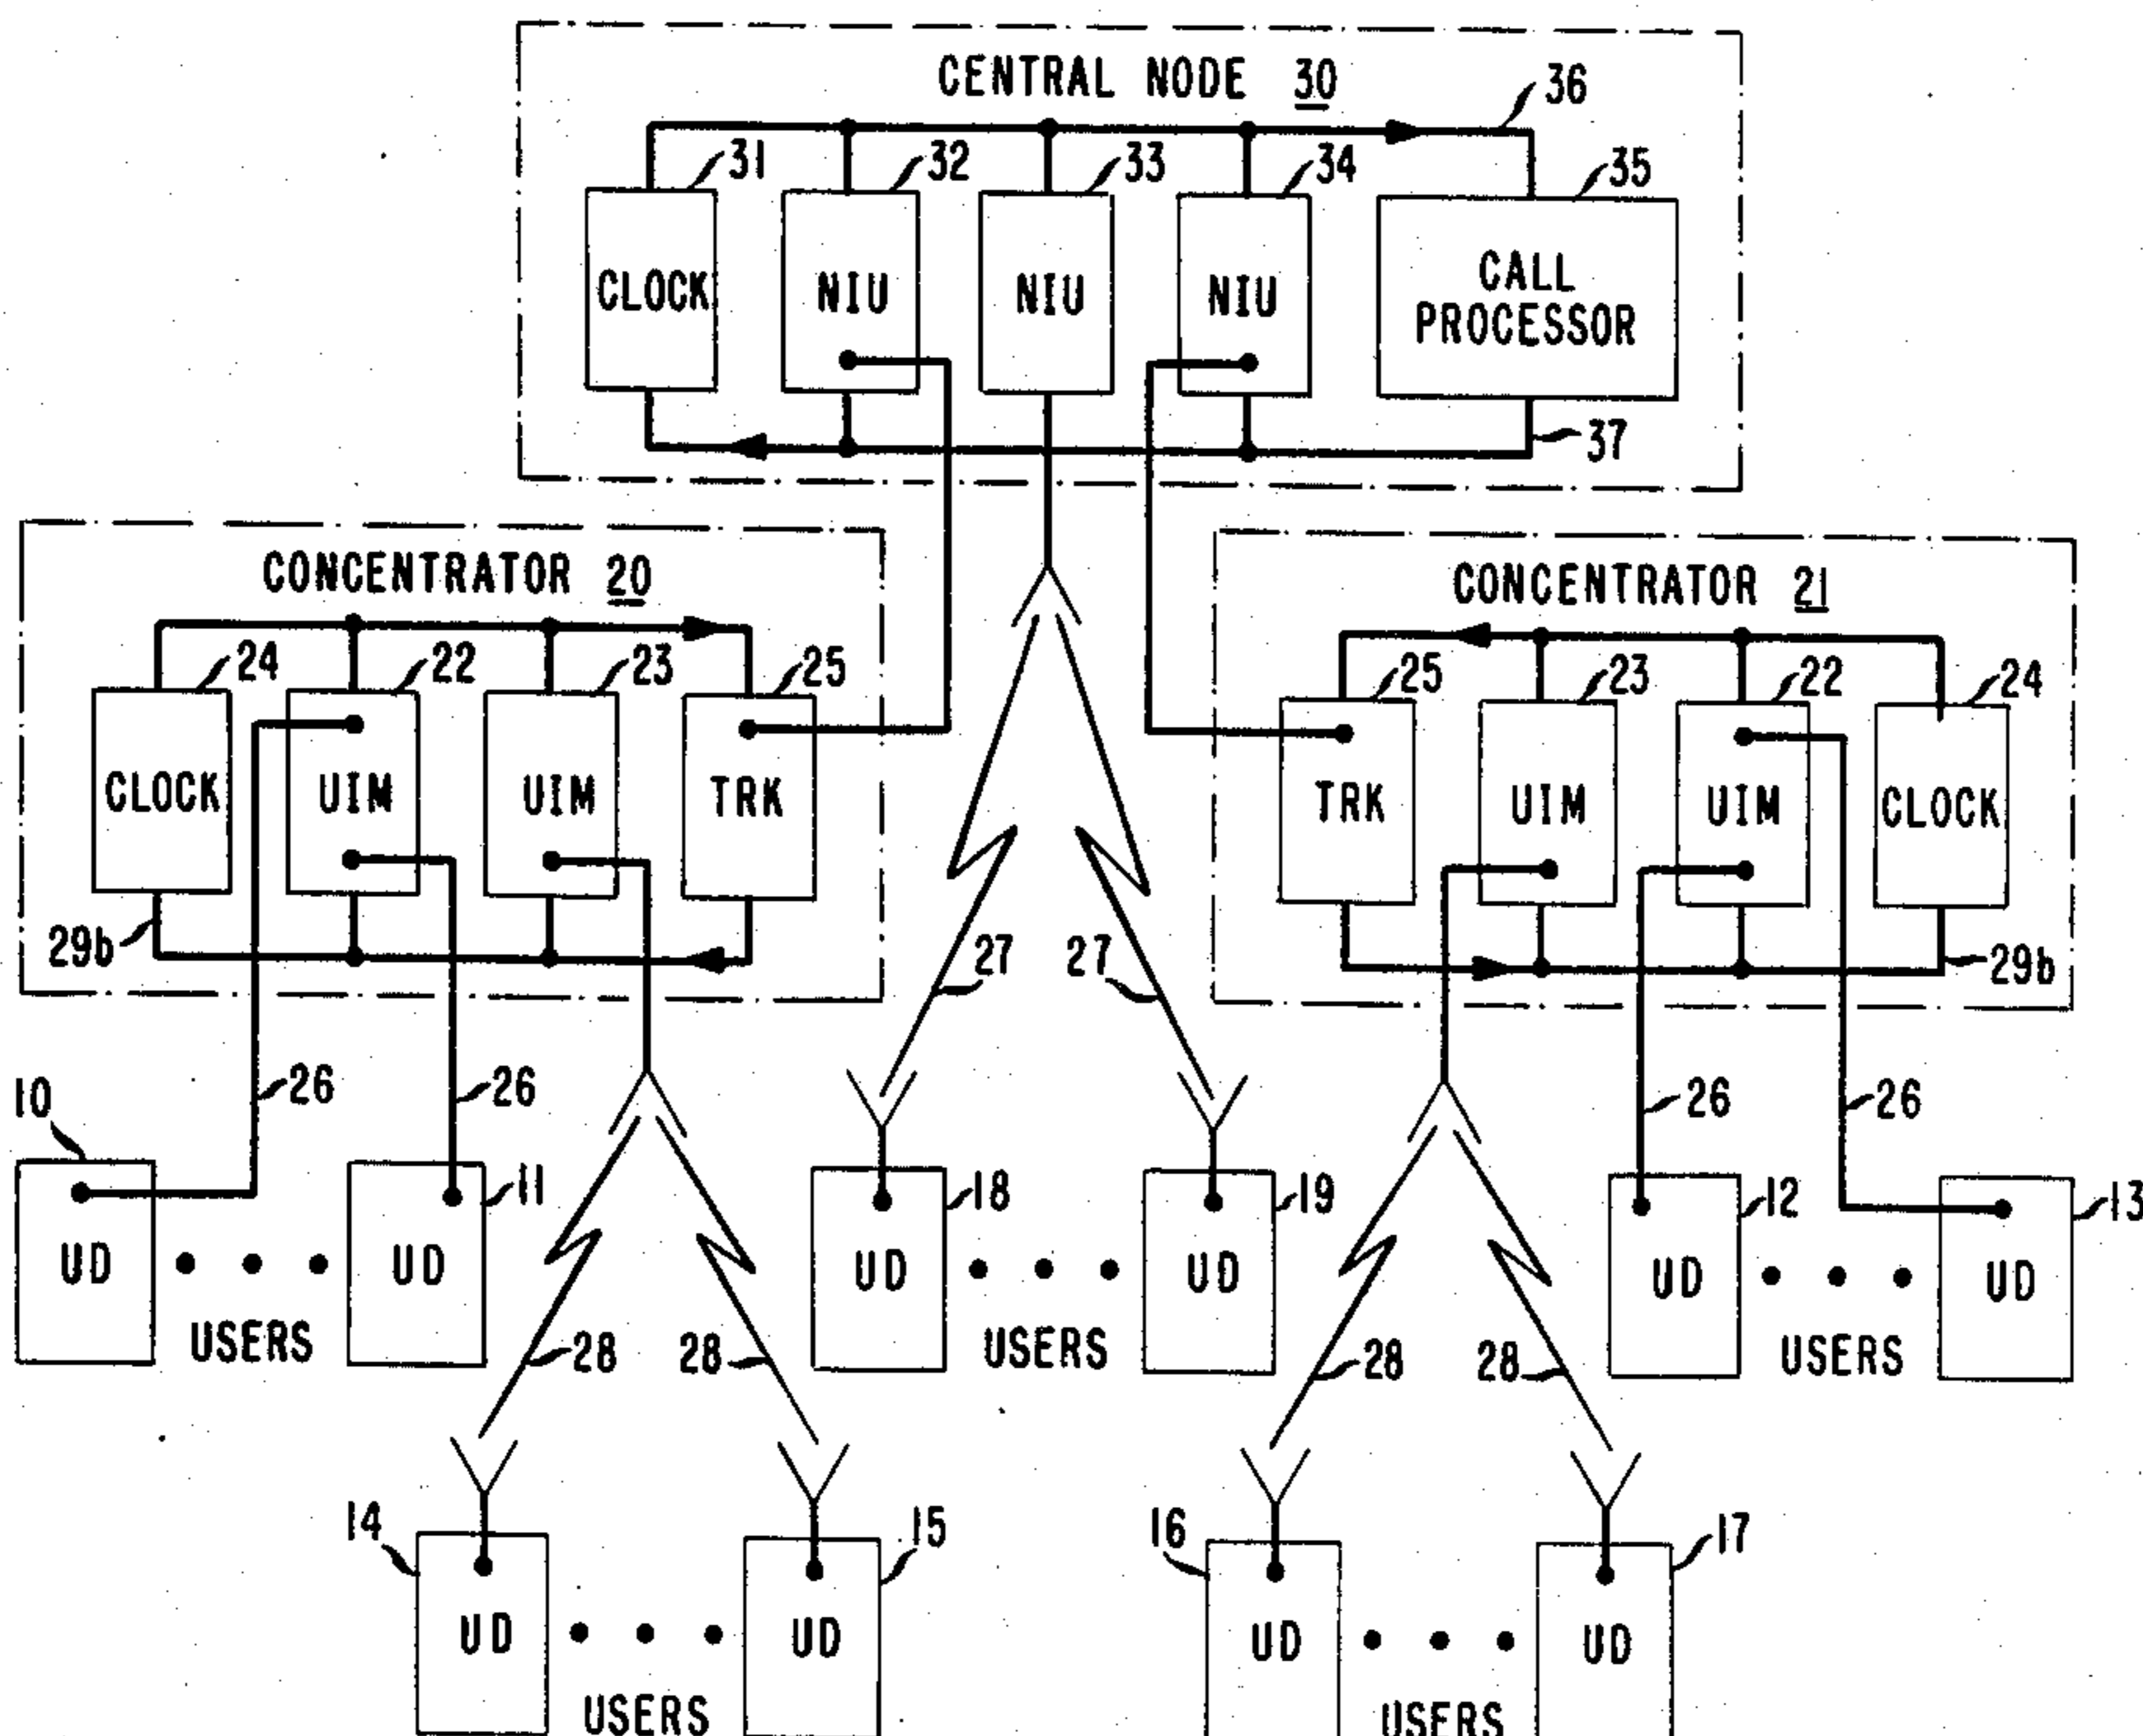 CENTRAL NODE 30
36
31
32
33
34
35
CLOCK
NIU
NIU
NIU
CALL
PROCESSOR
37
CONCENTRATOR 20
CONCENTRATOR 21
24
22
23
25
25
23
22
24
CLOCK
UIM
UIM
TRK
TRK
UIM
UIM
CLOCK
29b
27
27
29b
10
26
26
26
26
11
18
19
12
13
UD
UD
UD
UD
UD
UD
USERS
USERS
USERS
28
28
28
28
14
15
16
17
UD
UD
UD
UD
USERS
USERS